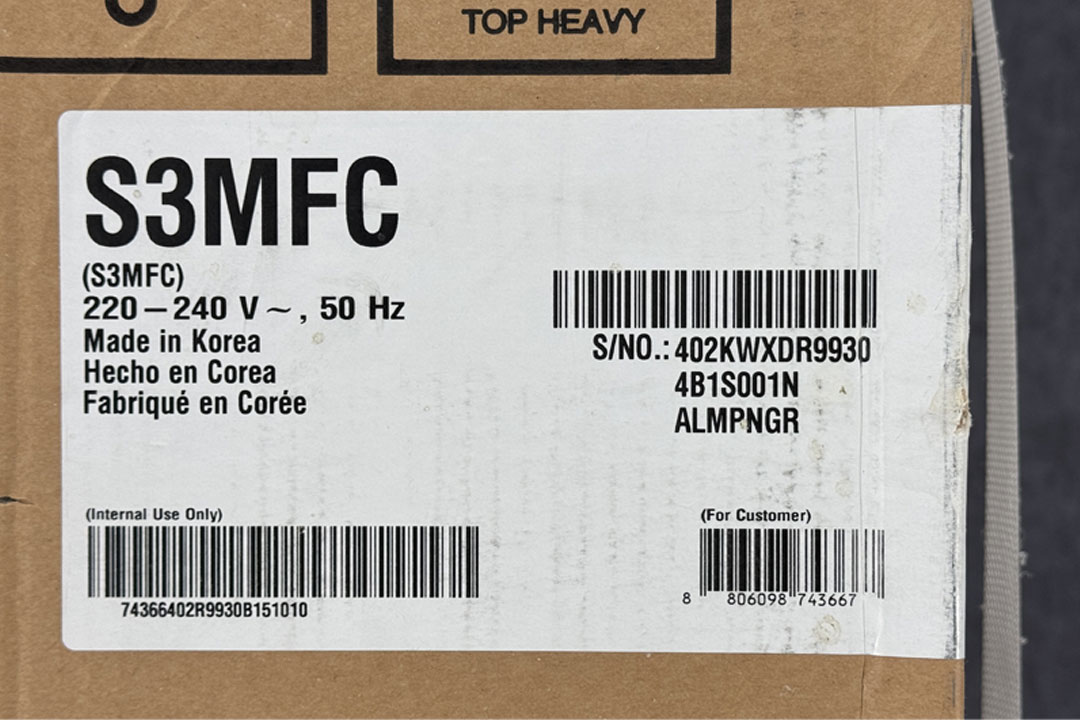 TOP HEAVY
S3MFC
(S3MFC)
220 – 240 V ~ , 50 Hz
Made in Korea
Hecho en Corea
Fabriqué en Corée
S/NO.: 402KWXDR9930
4B1S001N
ALMPNGR
(Internal Use Only)
74366402R9930B151010
(For Customer)
8 806098 743667